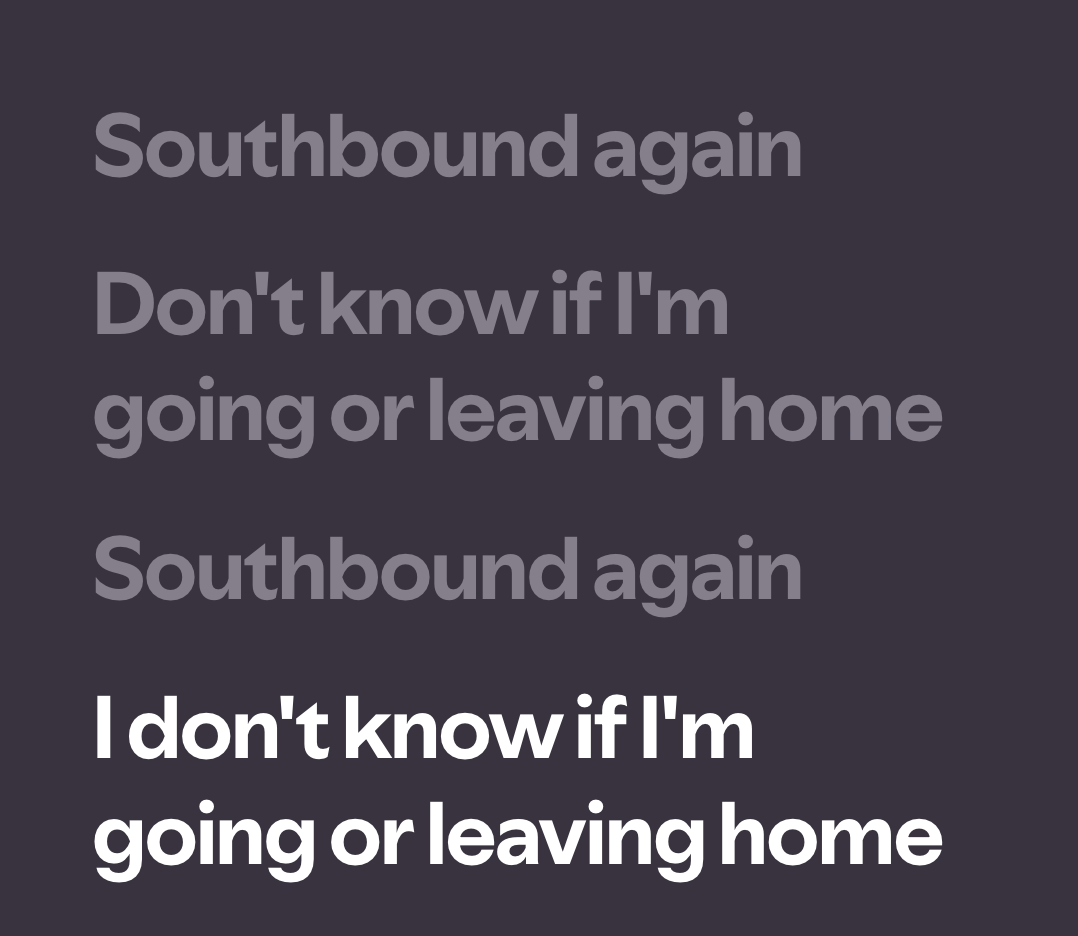 Southbound again
Don't know if I'm
going or leaving home
Southbound again
I don't know if I'm
going or leaving home